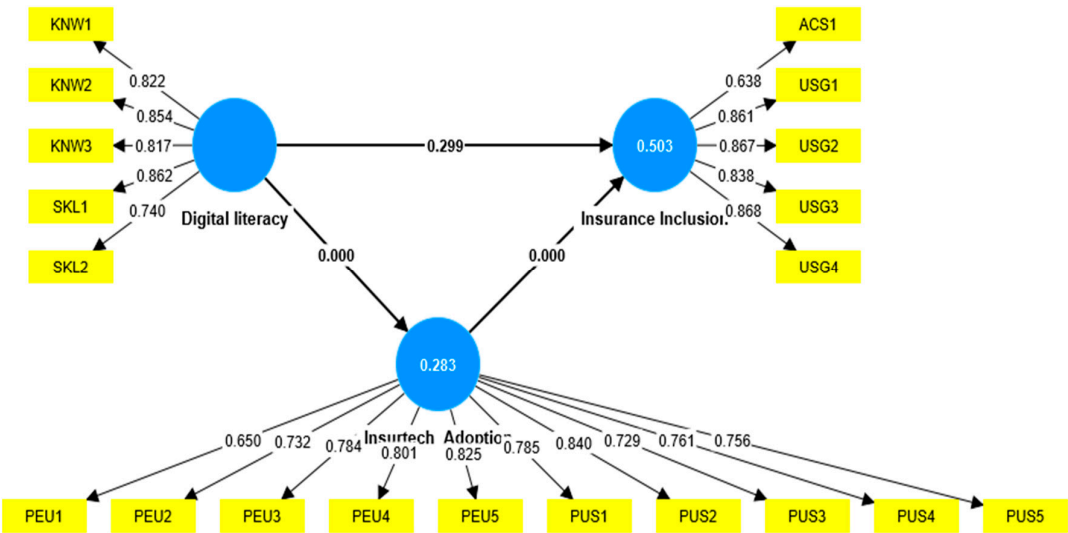 KNW1
ACS1
0.822
0.638
KNW2
USG1
0.854
0.861
KNW3
0.817
0.299
0.503
0.867
USG2
0.862
0.838
SKL1
USG3
0.740
0.868
Digital literacy
Insurance Inclusion
SKL2
USG4
0.000
0.000
0.283
Insurtech Adoption
0.650
0.732
0.784
0.801
0.825
0.785
0.840
0.729
0.761
0.756
PEU1
PEU2
PEU3
PEU4
PEU5
PUS1
PUS2
PUS3
PUS4
PUS5